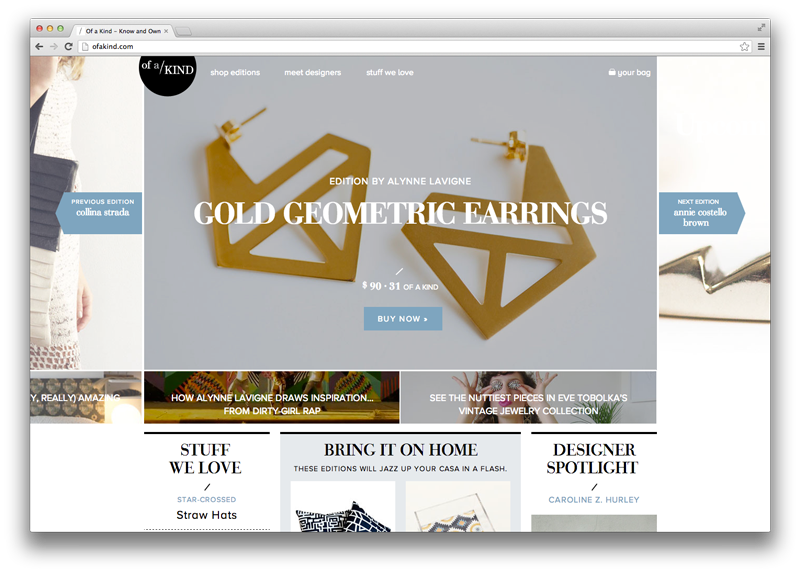 Of a Kind – Know and Own
ofakind.com
of a/KIND
shop editions
meet designers
stuff we love
your bag
PREVIOUS EDITION
collina strada
EDITION BY ALYNNE LAVIGNE
GOLD GEOMETRIC EARRINGS
/
$ 90 · 31 OF A KIND
BUY NOW >
NEXT EDITION
annie costello
brown
Y, REALLY) AMAZING
HOW ALYNNE LAVIGNE DRAWS INSPIRATION...
FROM DIRTY-GIRL RAP
SEE THE NUTTIEST PIECES IN EVE TOBOLKA'S
VINTAGE JEWELRY COLLECTION
STUFF
WE LOVE
/
STAR-CROSSED
Straw Hats
BRING IT ON HOME
THESE EDITIONS WILL JAZZ UP YOUR CASA IN A FLASH.
DESIGNER
SPOTLIGHT
/
CAROLINE Z. HURLEY